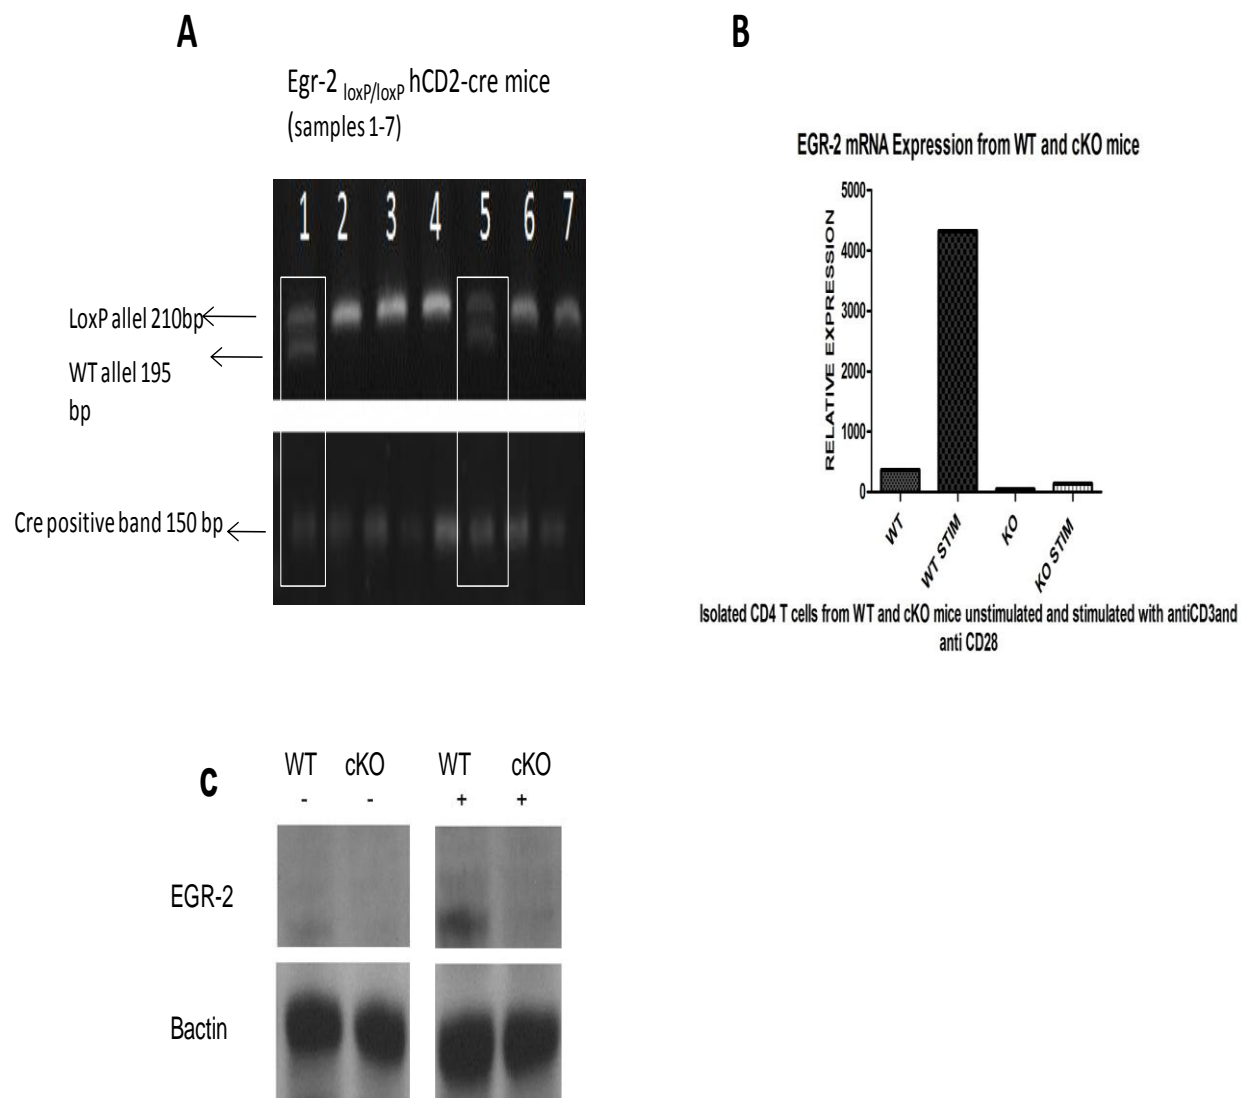 A
Egr-2 loxP/loxP hCD2-cre mice
(samples 1-7)
1 2 3 4 5 6 7
LoxP allel 210bp
WT allel 195
bp
Cre positive band 150 bp
B
EGR-2 mRNA Expression from WT and cKO mice
RELATIVE EXPRESSION
5000
4000
3000
2000
1000
0
WT
WT STIM
KO
KO STIM
Isolated CD4 T cells from WT and cKO mice unstimulated and stimulated with antiCD3and
anti CD28
C
WT cKO WT cKO
- - + +
EGR-2
Bactin